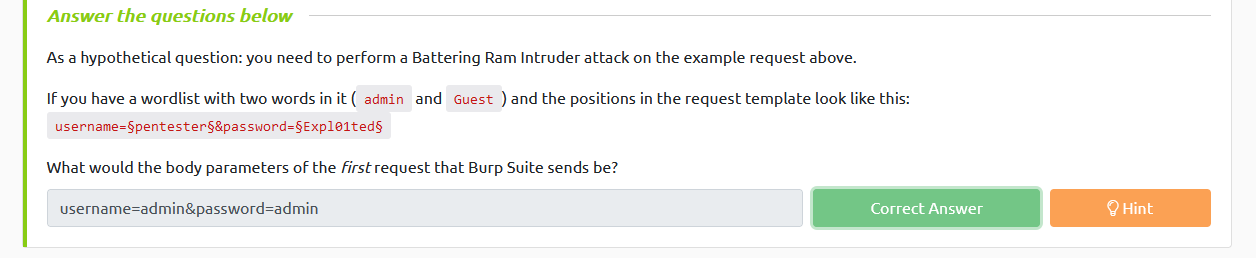 Answer the questions below
As a hypothetical question: you need to perform a Battering Ram Intruder attack on the example request above.
If you have a wordlist with two words in it ( admin and Guest ) and the positions in the request template look like this:
username=§pentester§&password=§Expl01ted§
What would the body parameters of the first request that Burp Suite sends be?
username=admin&password=admin Correct Answer Hint